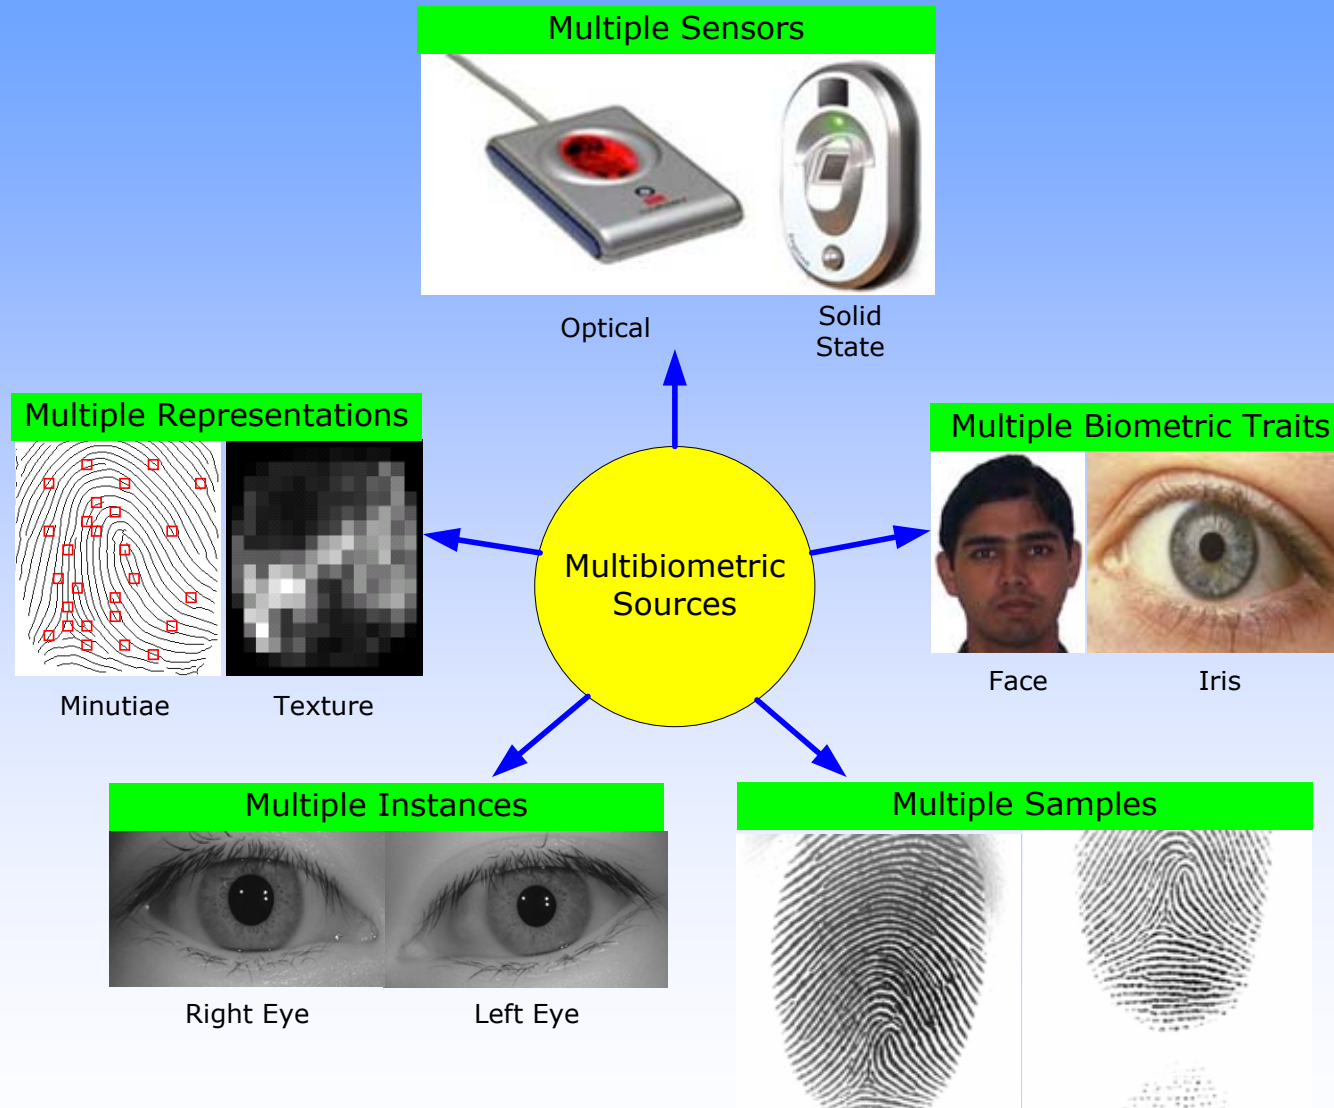 Multiple Sensors
Optical
Solid
State
Multiple Representations
Minutiae
Texture
Multiple Biometric Traits
Face
Iris
Multibiometric
Sources
Multiple Instances
Right Eye
Left Eye
Multiple Samples